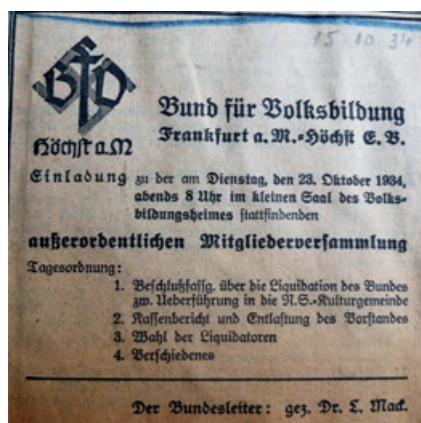 15.10.34
BfV
Höchst a.M
Bund für Volksbildung
Frankfurt a. M.-Höchst E. V.
Einladung zu der am Dienstag, den 23. Oktober 1934,
abends 8 Uhr im kleinen Saal des Volks-
bildungsheimes stattfindenden
außerordentlichen Mitgliederversammlung
Tagesordnung:
1. Beschlußfassg. über die Liquidation des Bundes
zw. Ueberführung in die N.S.-Kulturgemeinde
2. Kassenbericht und Entlastung des Vorstandes
3. Wahl der Liquidatoren
4. Verschiedenes
Der Bundesleiter: gez. Dr. L. Mack.